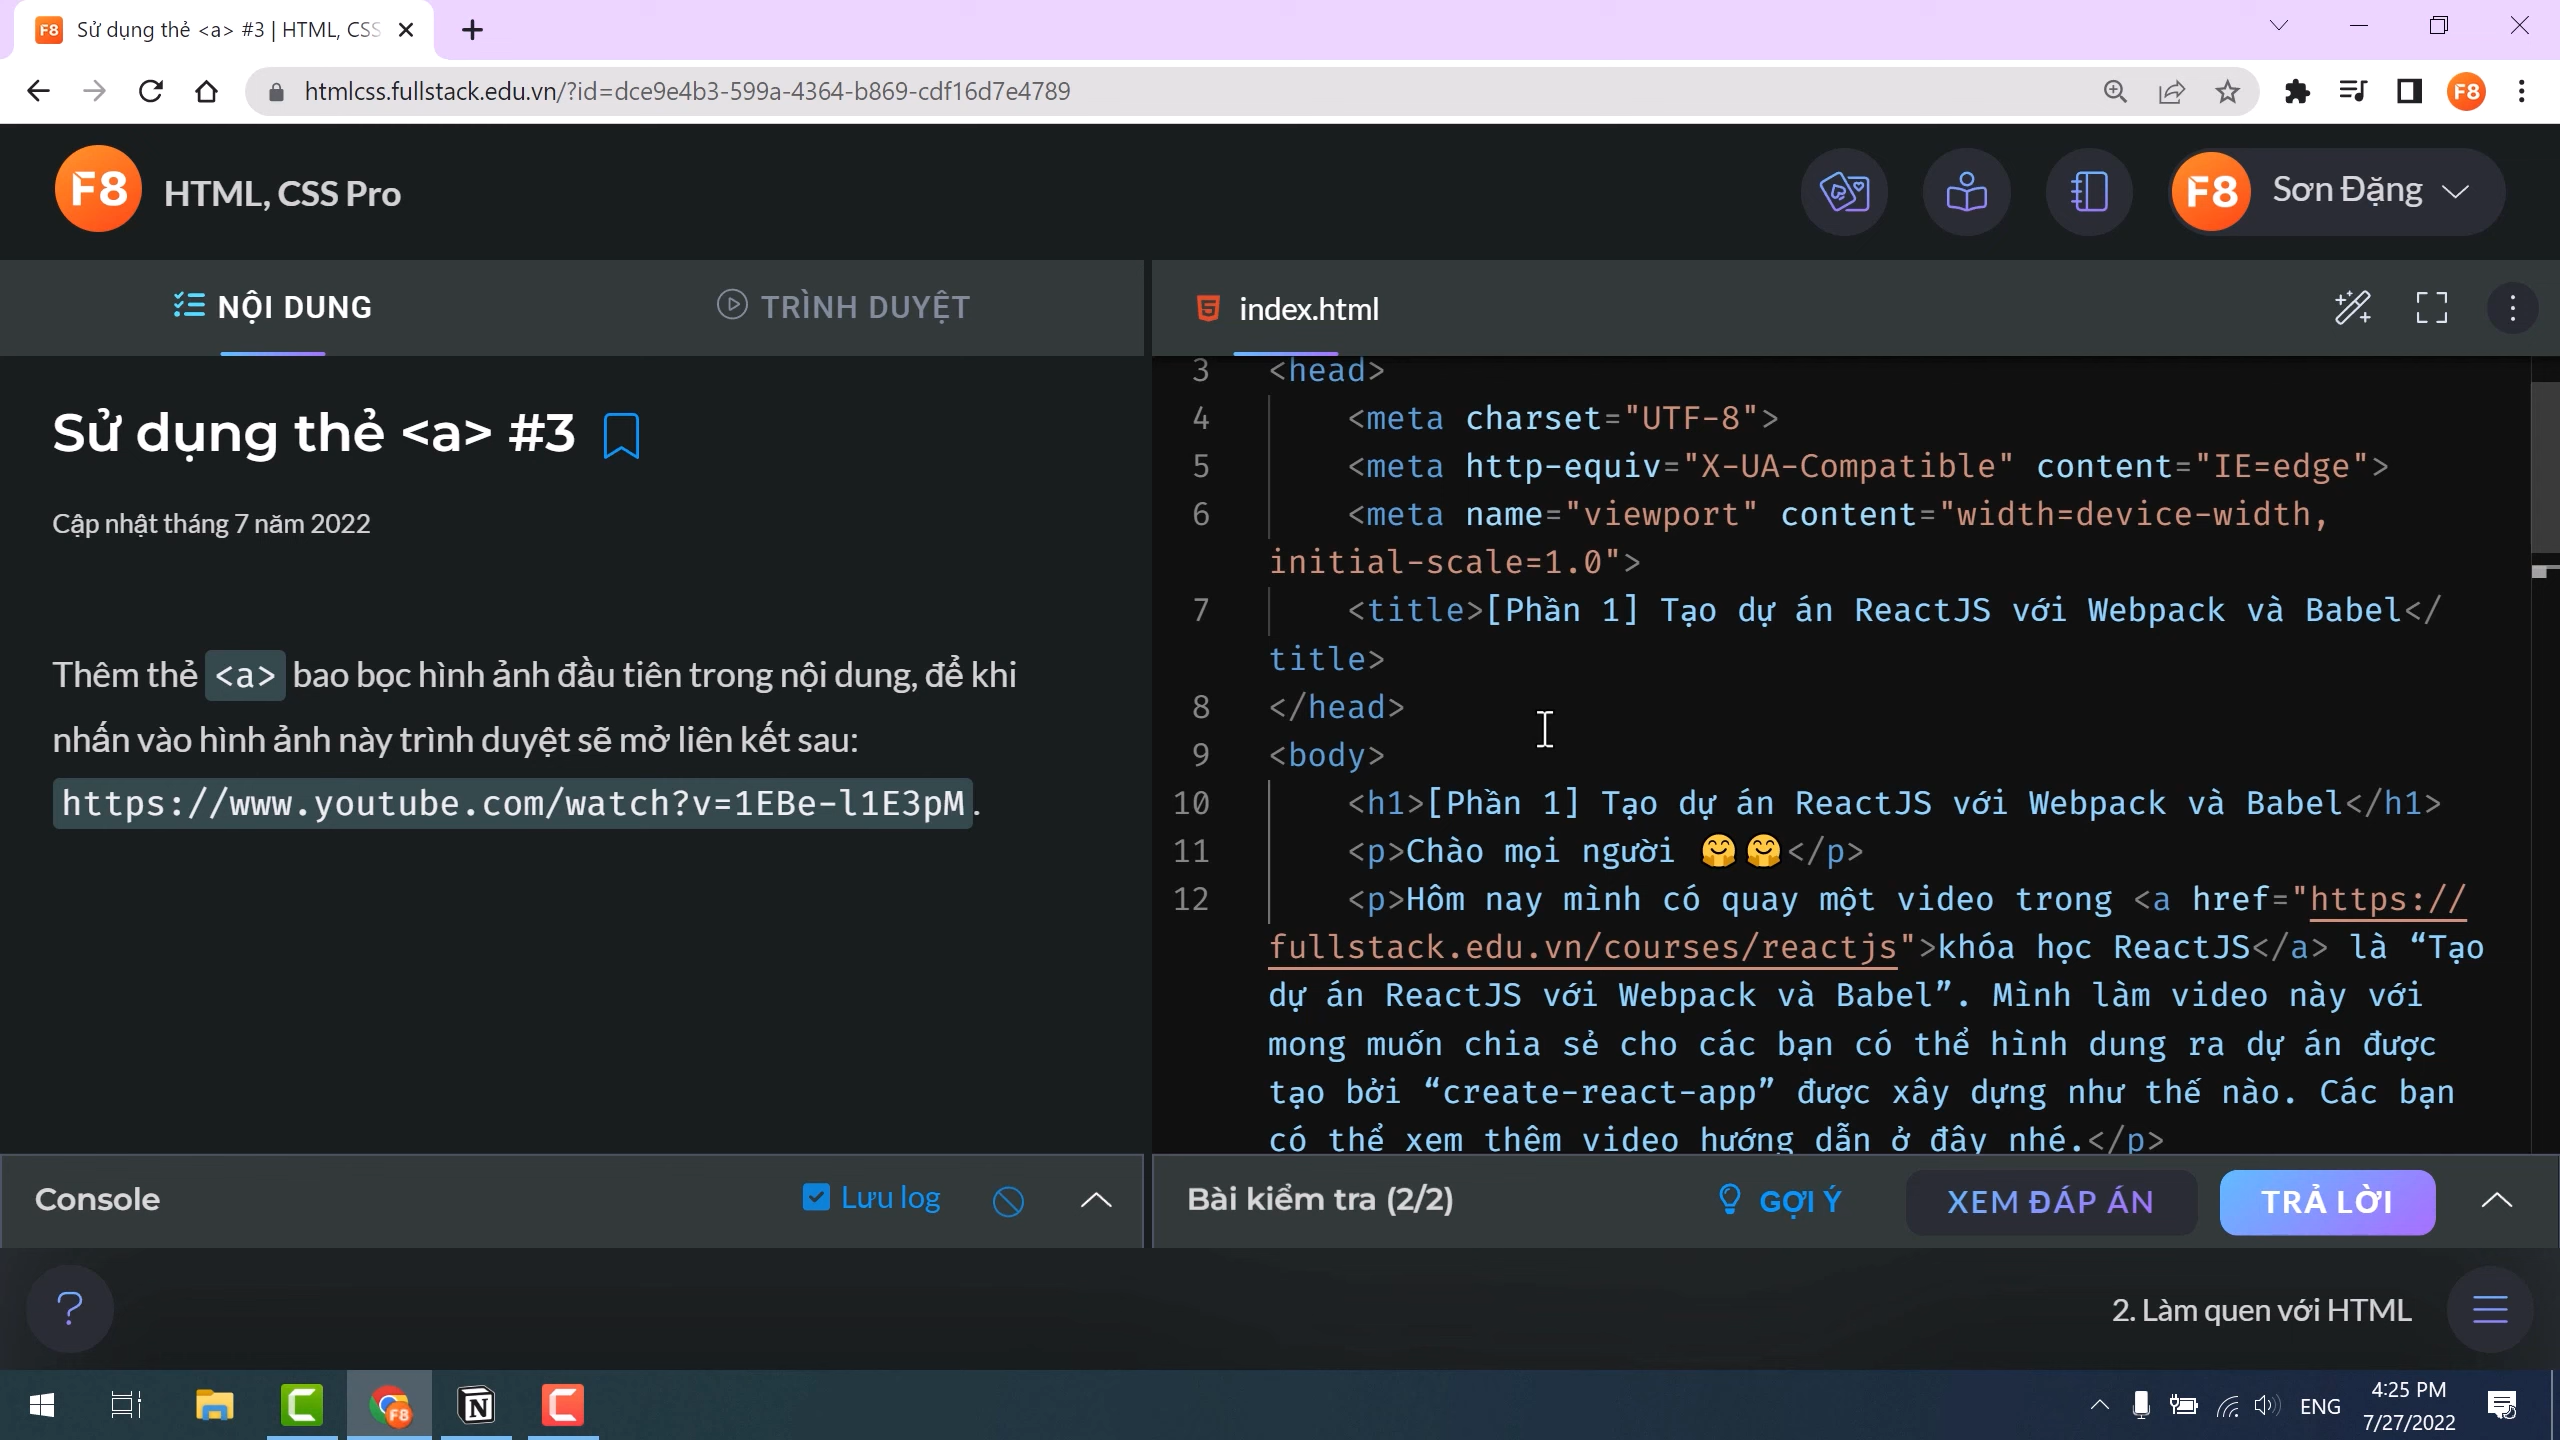 F8 Sử dụng thẻ <a> #3 | HTML, CSS
htmlcss.fullstack.edu.vn/?id=dce9e4b3-599a-4364-b869-cdf16d7e4789
F8
F8 HTML, CSS Pro
F8 Sơn Đặng
NỘI DUNG
TRÌNH DUYỆT
Sử dụng thẻ <a> #3
Cập nhật tháng 7 năm 2022
Thêm thẻ <a> bao bọc hình ảnh đầu tiên trong nội dung, để khi
nhấn vào hình ảnh này trình duyệt sẽ mở liên kết sau:
https://www.youtube.com/watch?v=1EBe-l1E3pM.
Console
Lưu log
index.html
3 <head>
4 <meta charset="UTF-8">
5 <meta http-equiv="X-UA-Compatible" content="IE=edge">
6 <meta name="viewport" content="width=device-width,
initial-scale=1.0">
7 <title>[Phần 1] Tạo dự án ReactJS với Webpack và Babel</
title>
8 </head>
9 <body>
10 <h1>[Phần 1] Tạo dự án ReactJS với Webpack và Babel</h1>
11 <p>Chào mọi người 🤗🤗</p>
12 <p>Hôm nay mình có quay một video trong <a href="https://
fullstack.edu.vn/courses/reactjs">khóa học ReactJS</a> là “Tạo
dự án ReactJS với Webpack và Babel”. Mình làm video này với
mong muốn chia sẻ cho các bạn có thể hình dung ra dự án được
tạo bởi “create-react-app” được xây dựng như thế nào. Các bạn
có thể xem thêm video hướng dẫn ở đây nhé.</p>
Bài kiểm tra (2/2)
GỢI Ý
XEM ĐÁP ÁN
TRẢ LỜI
?
2. Làm quen với HTML
F8
ENG
4:25 PM
7/27/2022